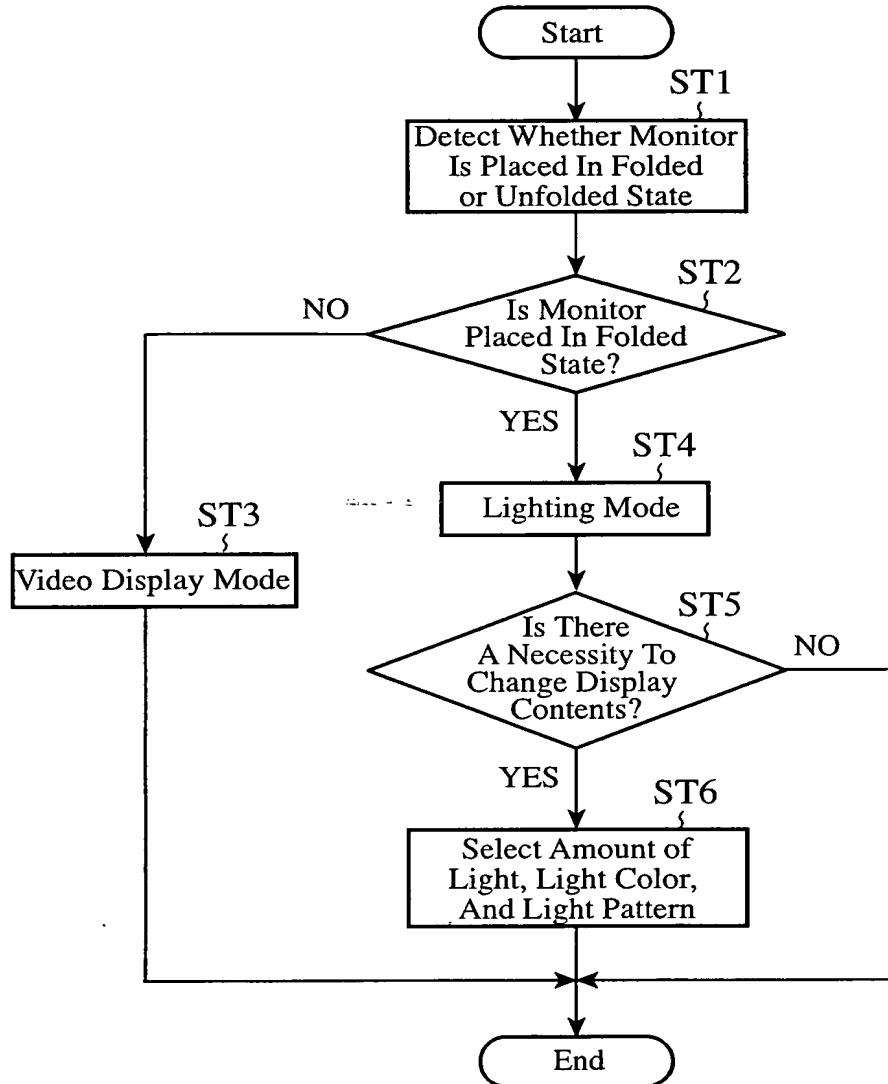 Start
ST1
Detect Whether Monitor
Is Placed In Folded
or Unfolded State
ST2
Is Monitor
Placed In Folded
State?
NO
YES
ST4
Lighting Mode
ST3
Video Display Mode
ST5
Is There
A Necessity To
Change Display
Contents?
NO
YES
ST6
Select Amount of
Light, Light Color,
And Light Pattern
End